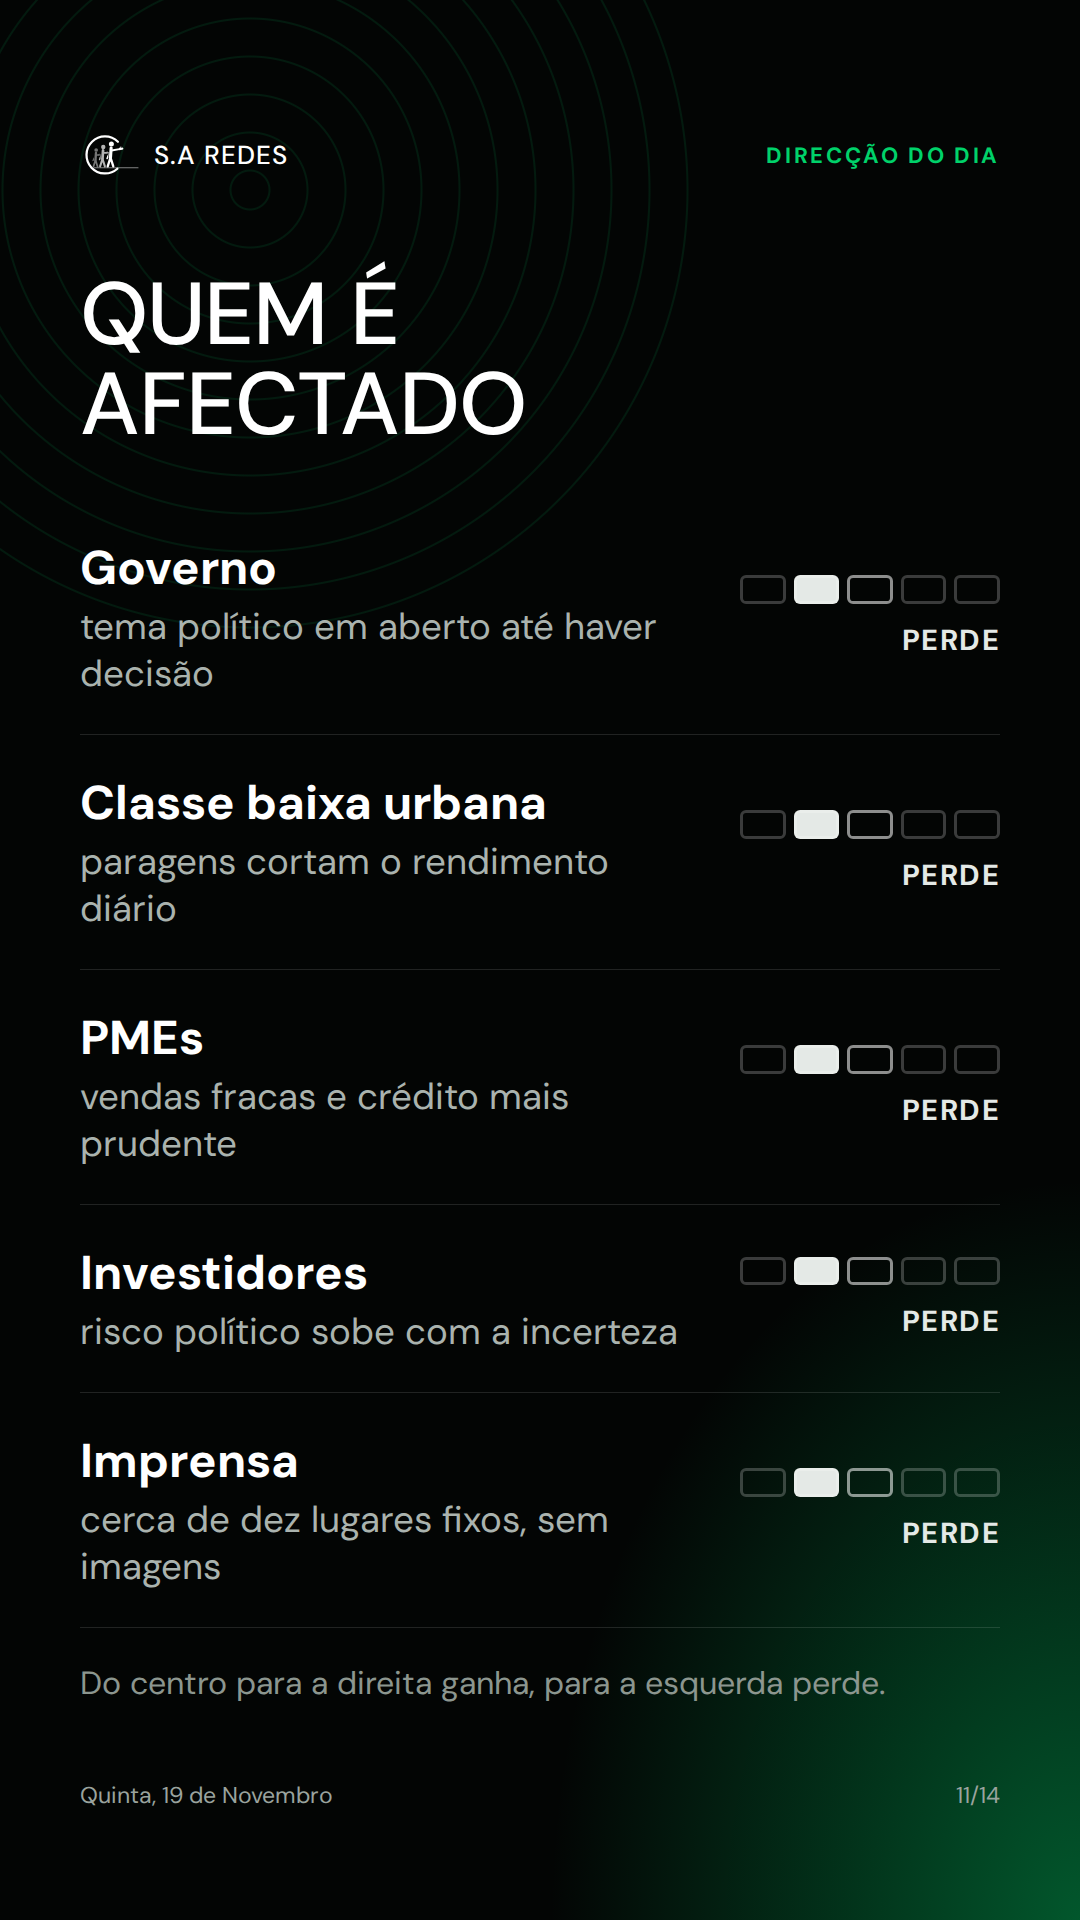 S.A REDES
DIRECÇÃO DO DIA
QUEM É
AFECTADO
Governo
tema político em aberto até haver
decisão
PERDE
Classe baixa urbana
paragens cortam o rendimento
diário
PERDE
PMEs
vendas fracas e crédito mais
prudente
PERDE
Investidores
risco político sobe com a incerteza
PERDE
Imprensa
cerca de dez lugares fixos, sem
imagens
PERDE
Do centro para a direita ganha, para a esquerda perde.
Quinta, 19 de Novembro
11/14